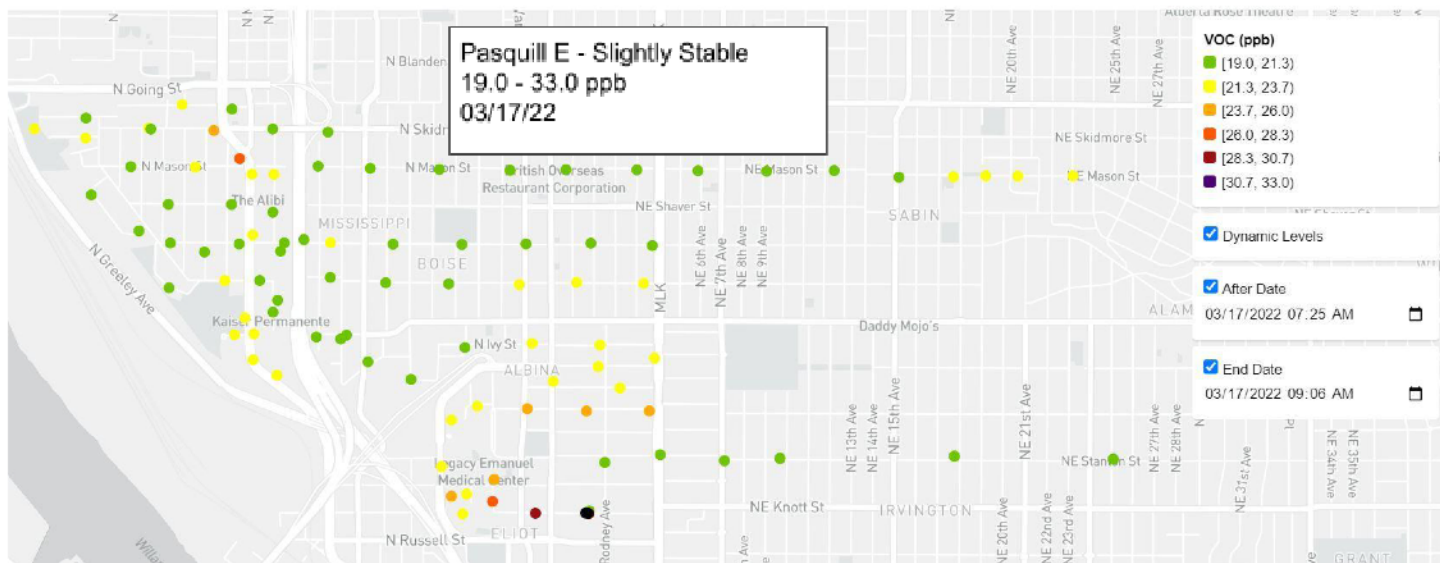 Alberta Rose Theatre
Pasquill E - Slightly Stable
19.0 - 33.0 ppb
03/17/22
VOC (ppb)
[19.0, 21.3)
[21.3, 23.7)
[23.7, 26.0)
[26.0, 28.3)
[28.3, 30.7)
[30.7, 33.0)
Dynamic Levels
After Date
03/17/2022 07:25 AM
End Date
03/17/2022 09:06 AM
N Going St
N Skidm
NE Skidmore St
N Mason St
N Mason St
British Overseas
Restaurant Corporation
NE Mason St
NE Mason St
The Alibi
MISSISSIPPI
NE Shaver St
NE Shaver St
SABIN
BOISE
N Greeley Ave
NE 6th Ave
NE 7th Ave
NE 8th Ave
NE 9th Ave
NE 20th Ave
NE 25th Ave
NE 27th Ave
MLK
ALAM
Kaiser Permanente
Daddy Mojo's
N Ivy St
ALBINA
NE 13th Ave
NE 14th Ave
NE 15th Ave
NE 21st Ave
NE 27th Ave
NE 28th Ave
NE 31st Ave
NE 34th Ave
NE 35th Ave
Legacy Emanuel
Medical Center
NE Stanton St
NE Knott St
IRVINGTON
N Russell St
ELIOT
Rodney Ave
NE 20th Ave
NE 22nd Ave
NE 23rd Ave
GRANT